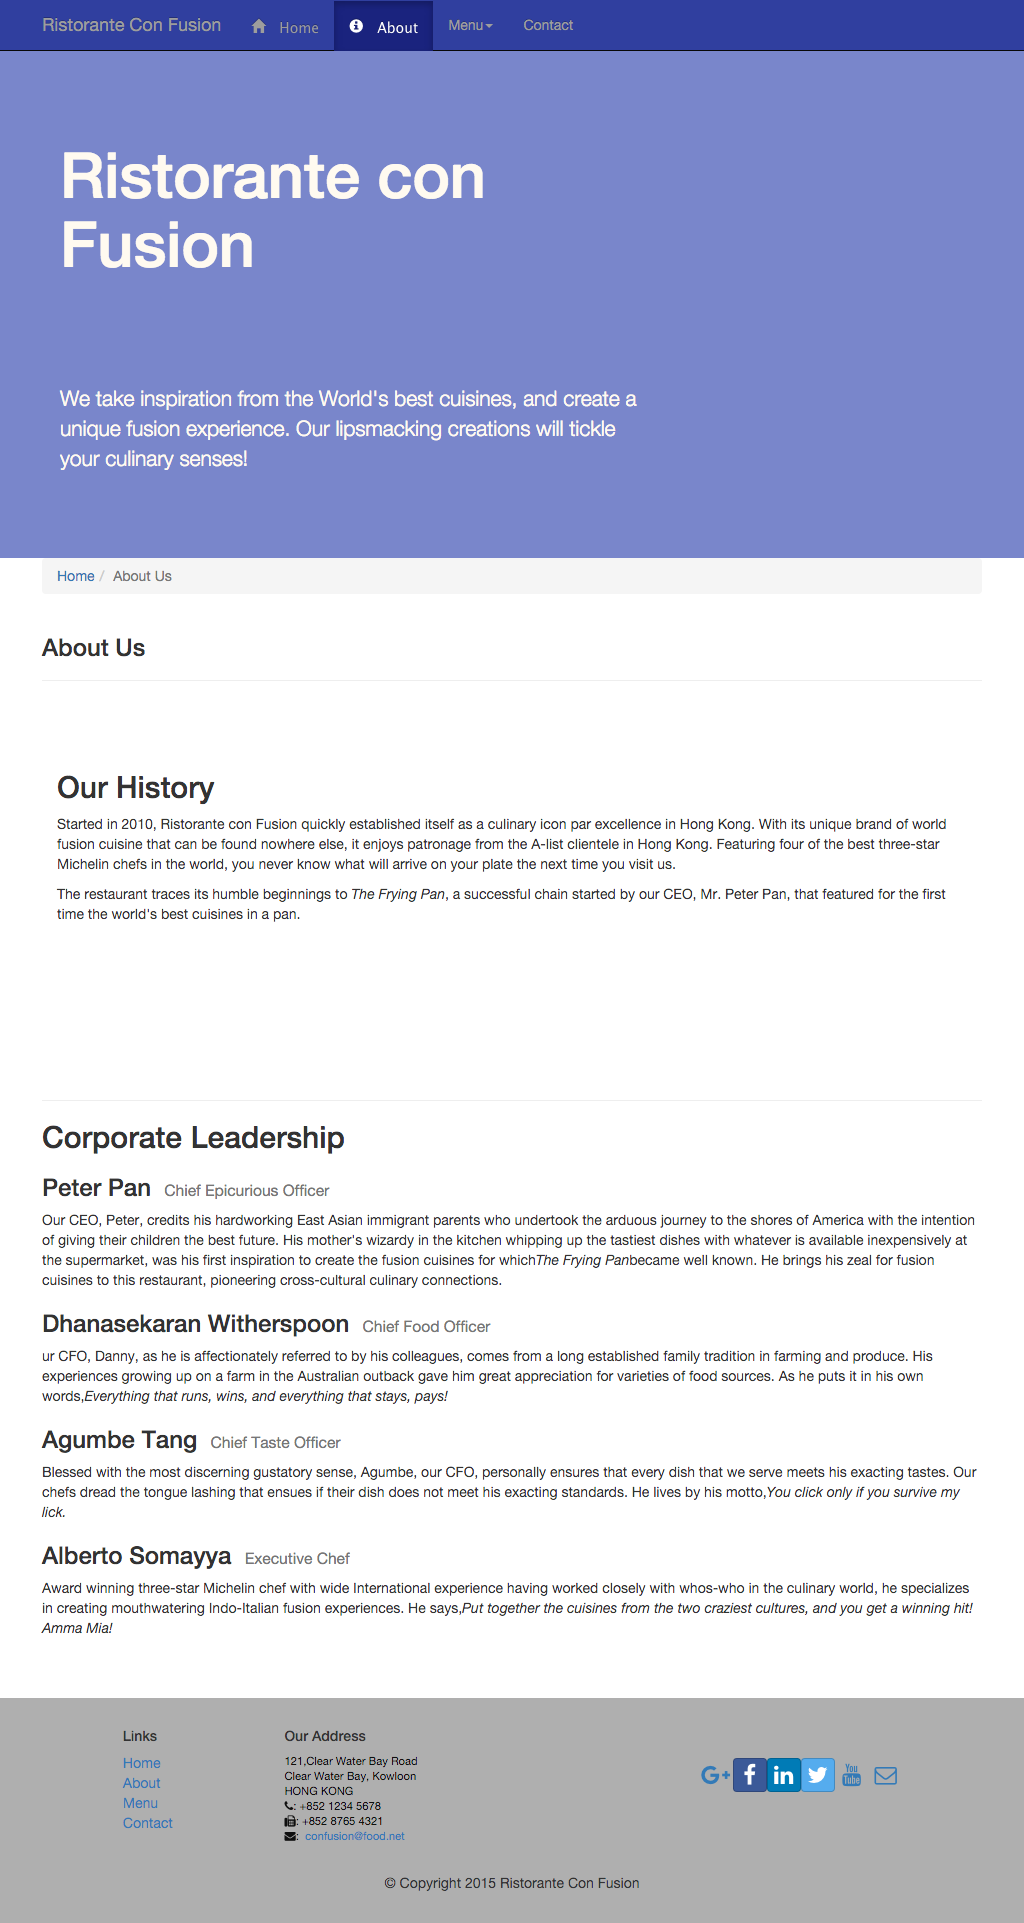 Ristorante Con Fusion Home About Menu Contact
Ristorante con
Fusion
We take inspiration from the World's best cuisines, and create a
unique fusion experience. Our lipsmacking creations will tickle
your culinary senses!
Home / About Us
About Us
Our History
Started in 2010, Ristorante con Fusion quickly established itself as a culinary icon par excellence in Hong Kong. With its unique brand of world
fusion cuisine that can be found nowhere else, it enjoys patronage from the A-list clientele in Hong Kong. Featuring four of the best three-star
Michelin chefs in the world, you never know what will arrive on your plate the next time you visit us.
The restaurant traces its humble beginnings to The Frying Pan, a successful chain started by our CEO, Mr. Peter Pan, that featured for the first
time the world's best cuisines in a pan.
Corporate Leadership
Peter Pan Chief Epicurious Officer
Our CEO, Peter, credits his hardworking East Asian immigrant parents who undertook the arduous journey to the shores of America with the intention
of giving their children the best future. His mother's wizardy in the kitchen whipping up the tastiest dishes with whatever is available inexpensively at
the supermarket, was his first inspiration to create the fusion cuisines for whichThe Frying Panbecame well known. He brings his zeal for fusion
cuisines to this restaurant, pioneering cross-cultural culinary connections.
Dhanasekaran Witherspoon Chief Food Officer
ur CFO, Danny, as he is affectionately referred to by his colleagues, comes from a long established family tradition in farming and produce. His
experiences growing up on a farm in the Australian outback gave him great appreciation for varieties of food sources. As he puts it in his own
words,Everything that runs, wins, and everything that stays, pays!
Agumbe Tang Chief Taste Officer
Blessed with the most discerning gustatory sense, Agumbe, our CFO, personally ensures that every dish that we serve meets his exacting tastes. Our
chefs dread the tongue lashing that ensues if their dish does not meet his exacting standards. He lives by his motto,You click only if you survive my
lick.
Alberto Somayya Executive Chef
Award winning three-star Michelin chef with wide International experience having worked closely with whos-who in the culinary world, he specializes
in creating mouthwatering Indo-Italian fusion experiences. He says,Put together the cuisines from the two craziest cultures, and you get a winning hit!
Amma Mia!
Links
Home
About
Menu
Contact
Our Address
121,Clear Water Bay Road
Clear Water Bay, Kowloon
HONG KONG
: +852 1234 5678
: +852 8765 4321
: confusion@food.net
G+ f in You Tube
© Copyright 2015 Ristorante Con Fusion